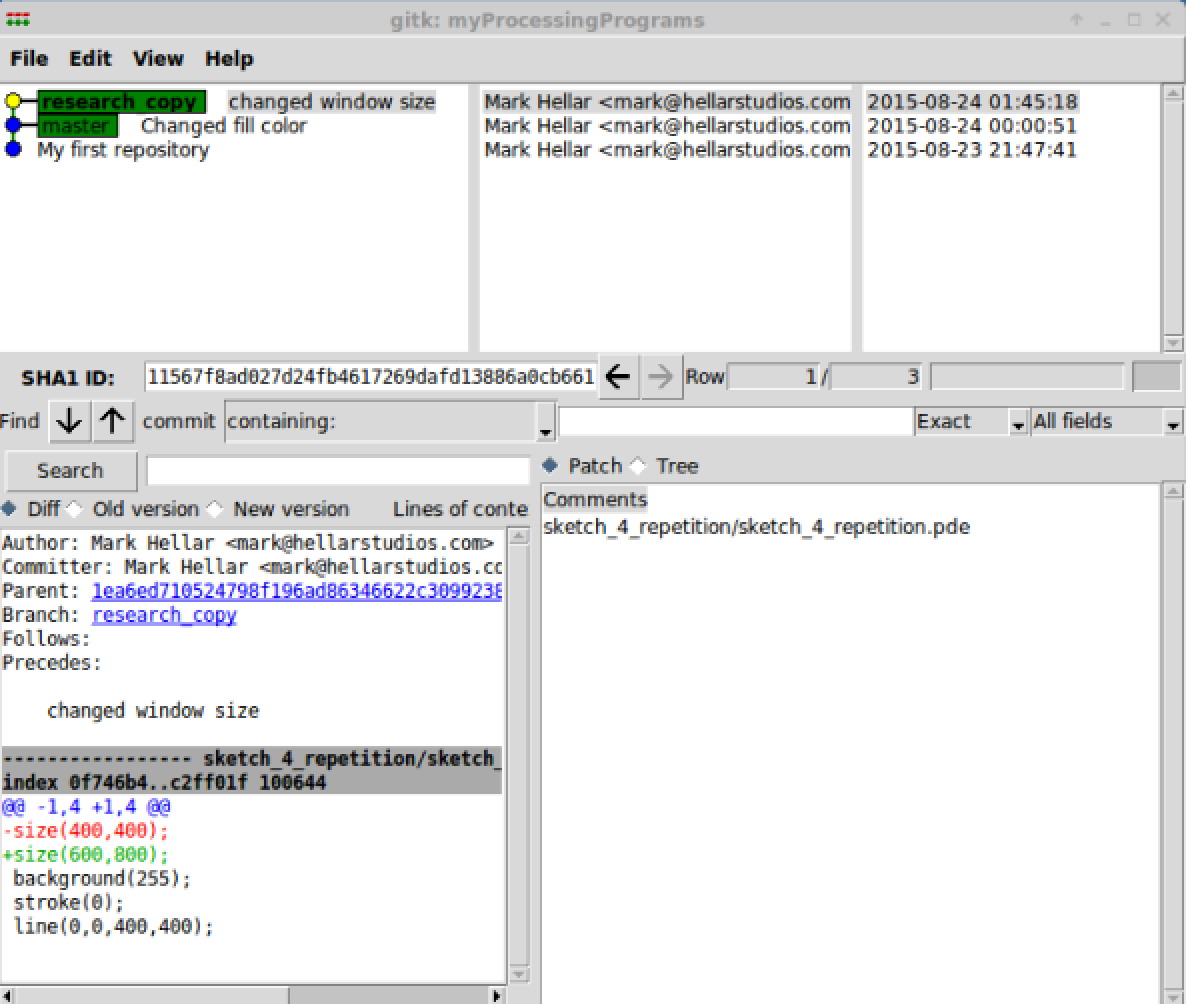 gitk: myProcessingPrograms
File Edit View Help
research_copy changed window size Mark Hellar <mark@hellarstudios.com 2015-08-24 01:45:18
master Changed fill color Mark Hellar <mark@hellarstudios.com 2015-08-24 00:00:51
My first repository Mark Hellar <mark@hellarstudios.com 2015-08-23 21:47:41
SHA1 ID: 11567f8ad027d24fb4617269dafd13886a0cb661 Row 1 / 3
Find commit containing: Exact All fields
Search
Patch Tree
Diff Old version New version Lines of conte
Comments
sketch_4_repetition/sketch_4_repetition.pde
Author: Mark Hellar <mark@hellarstudios.com>
Committer: Mark Hellar <mark@hellarstudios.cc
Parent: 1ea6ed710524798f196ad86346622c3099238
Branch: research_copy
Follows:
Precedes:
changed window size
----------------- sketch_4_repetition/sketch_
index 0f746b4..c2ff01f 100644
@@ -1,4 +1,4 @@
-size(400,400);
+size(600,800);
background(255);
stroke(0);
line(0,0,400,400);